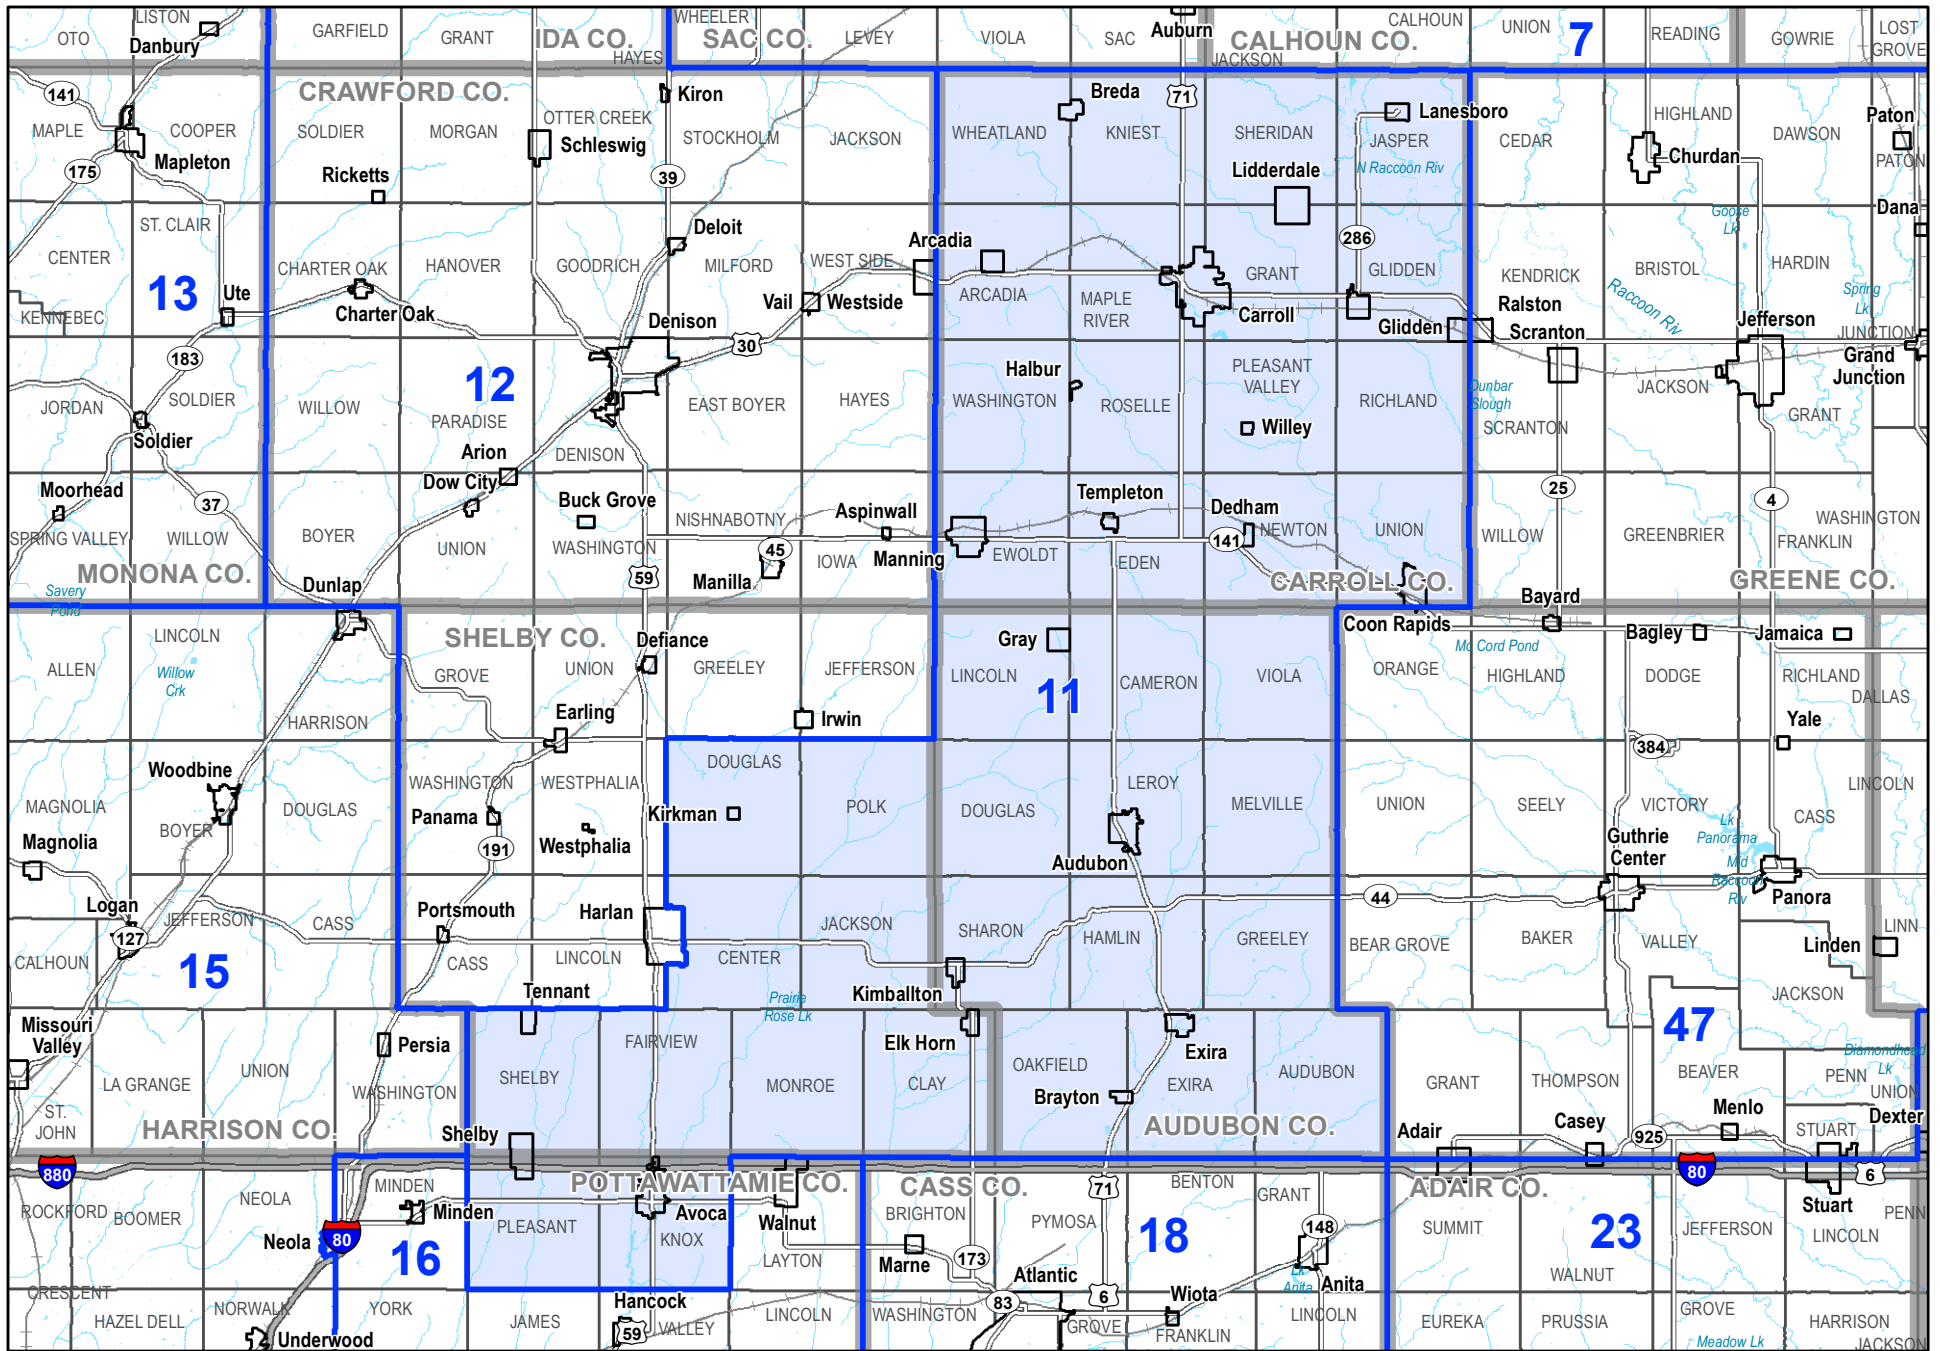 LISTON
OTO
Danbury
GARFIELD
GRANT
IDA CO.
HAYES
WHEELER
SAC CO.
LEVEY
VIOLA
SAC
Auburn
JACKSON
CALHOUN
CALHOUN CO.
UNION
7
READING
GOWRIE
LOST
GROVE
141
MAPLE
COOPER
Mapleton
175
CRAWFORD CO.
SOLDIER
MORGAN
OTTER CREEK
Schleswig
Kiron
STOCKHOLM
JACKSON
39
Ricketts
Breda
71
WHEATLAND
KNIEST
SHERIDAN
Lanesboro
JASPER
N Raccoon Riv
Lidderdale
CEDAR
HIGHLAND
Churdan
DAWSON
Paton
PATON
Dana
Goose
Lk
ST. CLAIR
CENTER
13
Ute
KENNEBEC
CHARTER OAK
Charter Oak
HANOVER
GOODRICH
Deloit
MILFORD
WEST SIDE
Vail
Westside
Denison
30
Arcadia
ARCADIA
MAPLE
RIVER
286
GRANT
GLIDDEN
Carroll
Glidden
KENDRICK
Ralston
Scranton
BRISTOL
Raccoon Riv
HARDIN
Spring
Lk
Jefferson
JUNCTION
Grand
Junction
183
JORDAN
SOLDIER
Soldier
12
WILLOW
PARADISE
DENISON
EAST BOYER
HAYES
Halbur
WASHINGTON
ROSELLE
PLEASANT
VALLEY
Willey
RICHLAND
Dunbar
Slough
SCRANTON
JACKSON
GRANT
Moorhead
37
SPRING VALLEY
WILLOW
MONONA CO.
Savery
Pond
Arion
Dow City
BOYER
UNION
Buck Grove
WASHINGTON
59
NISHNABOTNY
45
Manilla
Aspinwall
IOWA
Manning
Templeton
EWOLDT
EDEN
Dedham
141
NEWTON
UNION
CARROLL CO.
Coon Rapids
25
4
WILLOW
GREENBRIER
WASHINGTON
FRANKLIN
GREENE CO.
Dunlap
LINCOLN
ALLEN
Willow
Crk
HARRISON
SHELBY CO.
GROVE
UNION
Defiance
GREELEY
JEFFERSON
Irwin
Earling
Gray
LINCOLN
11
CAMERON
VIOLA
Bayard
Mc Cord Pond
ORANGE
HIGHLAND
Bagley
DODGE
Jamaica
RICHLAND
DALLAS
Yale
384
Woodbine
MAGNOLIA
Magnolia
BOYER
DOUGLAS
WASHINGTON
Panama
191
WESTPHALIA
Westphalia
DOUGLAS
Kirkman
POLK
DOUGLAS
LEROY
Audubon
MELVILLE
UNION
SEELY
VICTORY
Lk
Panorama
Mid
Raccoon
Riv
LINCOLN
CASS
Guthrie
Center
Panora
Logan
127
JEFFERSON
CALHOUN
15
CASS
Portsmouth
CASS
LINCOLN
Harlan
Tennant
JACKSON
CENTER
Prairie
Rose Lk
SHARON
HAMLIN
44
GREELEY
BEAR GROVE
BAKER
VALLEY
LINN
Linden
JACKSON
Kimballton
Missouri
Valley
Persia
LA GRANGE
UNION
WASHINGTON
ST.
JOHN
HARRISON CO.
SHELBY
Shelby
FAIRVIEW
MONROE
Elk Horn
CLAY
OAKFIELD
Brayton
Exira
EXIRA
AUDUBON
AUDUBON CO.
47
GRANT
THOMPSON
BEAVER
Diamondhead
Lk
PENN
UNION
Adair
Casey
925
Menlo
STUART
Dexter
880
ROCKFORD
BOOMER
NEOLA
Neola
80
MINDEN
Minden
16
POTTAWATTAMIE CO.
PLEASANT
Avoca
KNOX
Walnut
LAYTON
CASS CO.
BRIGHTON
Marne
173
PYMOSA
71
BENTON
18
GRANT
148
ADAIR CO.
SUMMIT
23
80
JEFFERSON
Stuart
6
LINCOLN
PENN
CRESCENT
HAZEL DELL
NORWALK
Underwood
YORK
JAMES
Hancock
59
VALLEY
LINCOLN
WASHINGTON
83
Atlantic
6
GROVE
Wiota
FRANKLIN
Lk
Anita
Anita
LINCOLN
EUREKA
WALNUT
PRUSSIA
GROVE
Meadow Lk
HARRISON
JACKSON